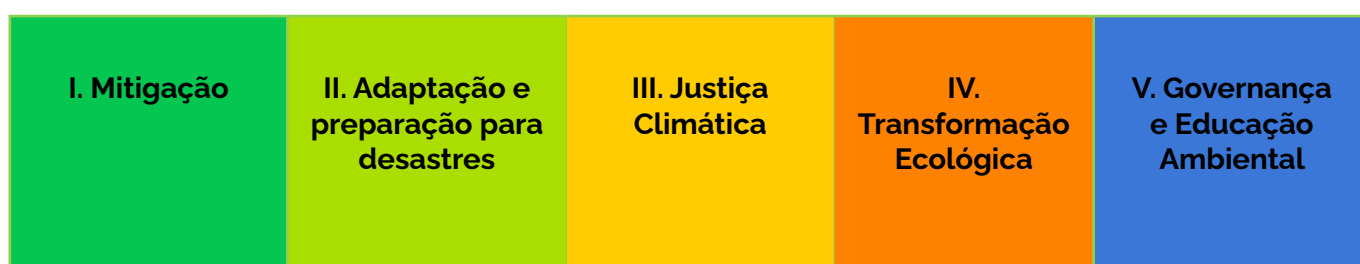 I. Mitigação
II. Adaptação e
preparação para
desastres
III. Justiça
Climática
IV.
Transformação
Ecológica
V. Governança
e Educação
Ambiental